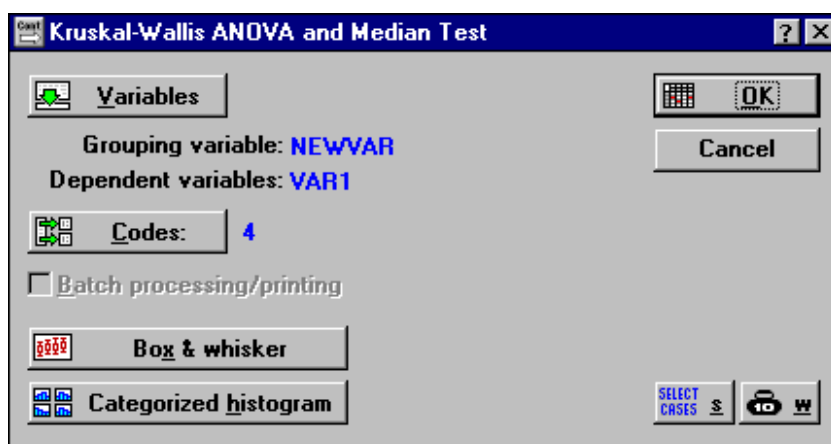 Cont
Kruskal-Wallis ANOVA and Median Test
? X
Variables
OK
Grouping variable: NEWVAR
Cancel
Dependent variables: VAR1
Codes: 4
Batch processing/printing
Box & whisker
Categorized histogram
SELECT CASES S
W